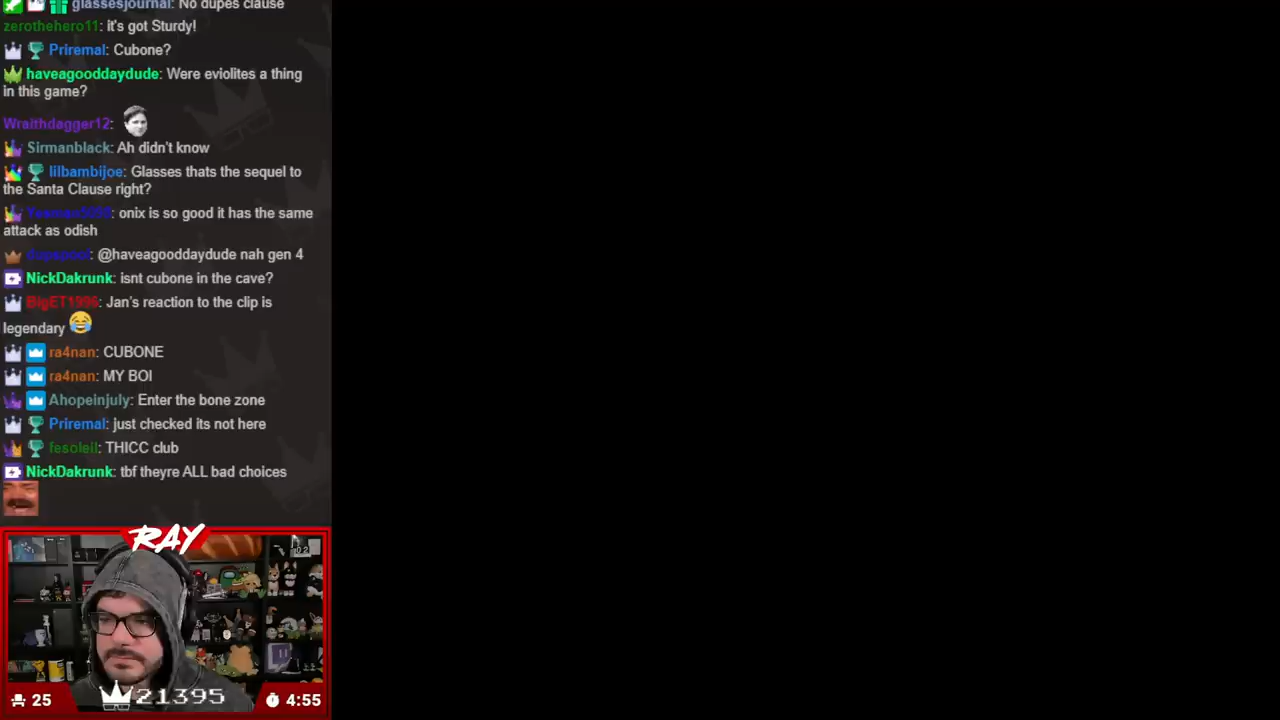 glassesjournal: No dupes clause
zerothehero11: it's got Sturdy!
Priremal: Cubone?
haveagooddaydude: Were eviolites a thing
in this game?
Wraithdagger12:
Sirmanblack: Ah didn't know
lilbambijoe: Glasses thats the sequel to
the Santa Clause right?
: onix is so good it has the same
attack as odish
: @haveagooddaydude nah gen 4
NickDakrunk: isnt cubone in the cave?
BigET1996: Jan's reaction to the clip is
legendary
ra4nan: CUBONE
ra4nan: MY BOI
Ahopeinjuly: Enter the bone zone
Priremal: just checked its not here
fesoleil: THICC club
NickDakrunk: tbf theyre ALL bad choices
RAY
25
21395
4:55